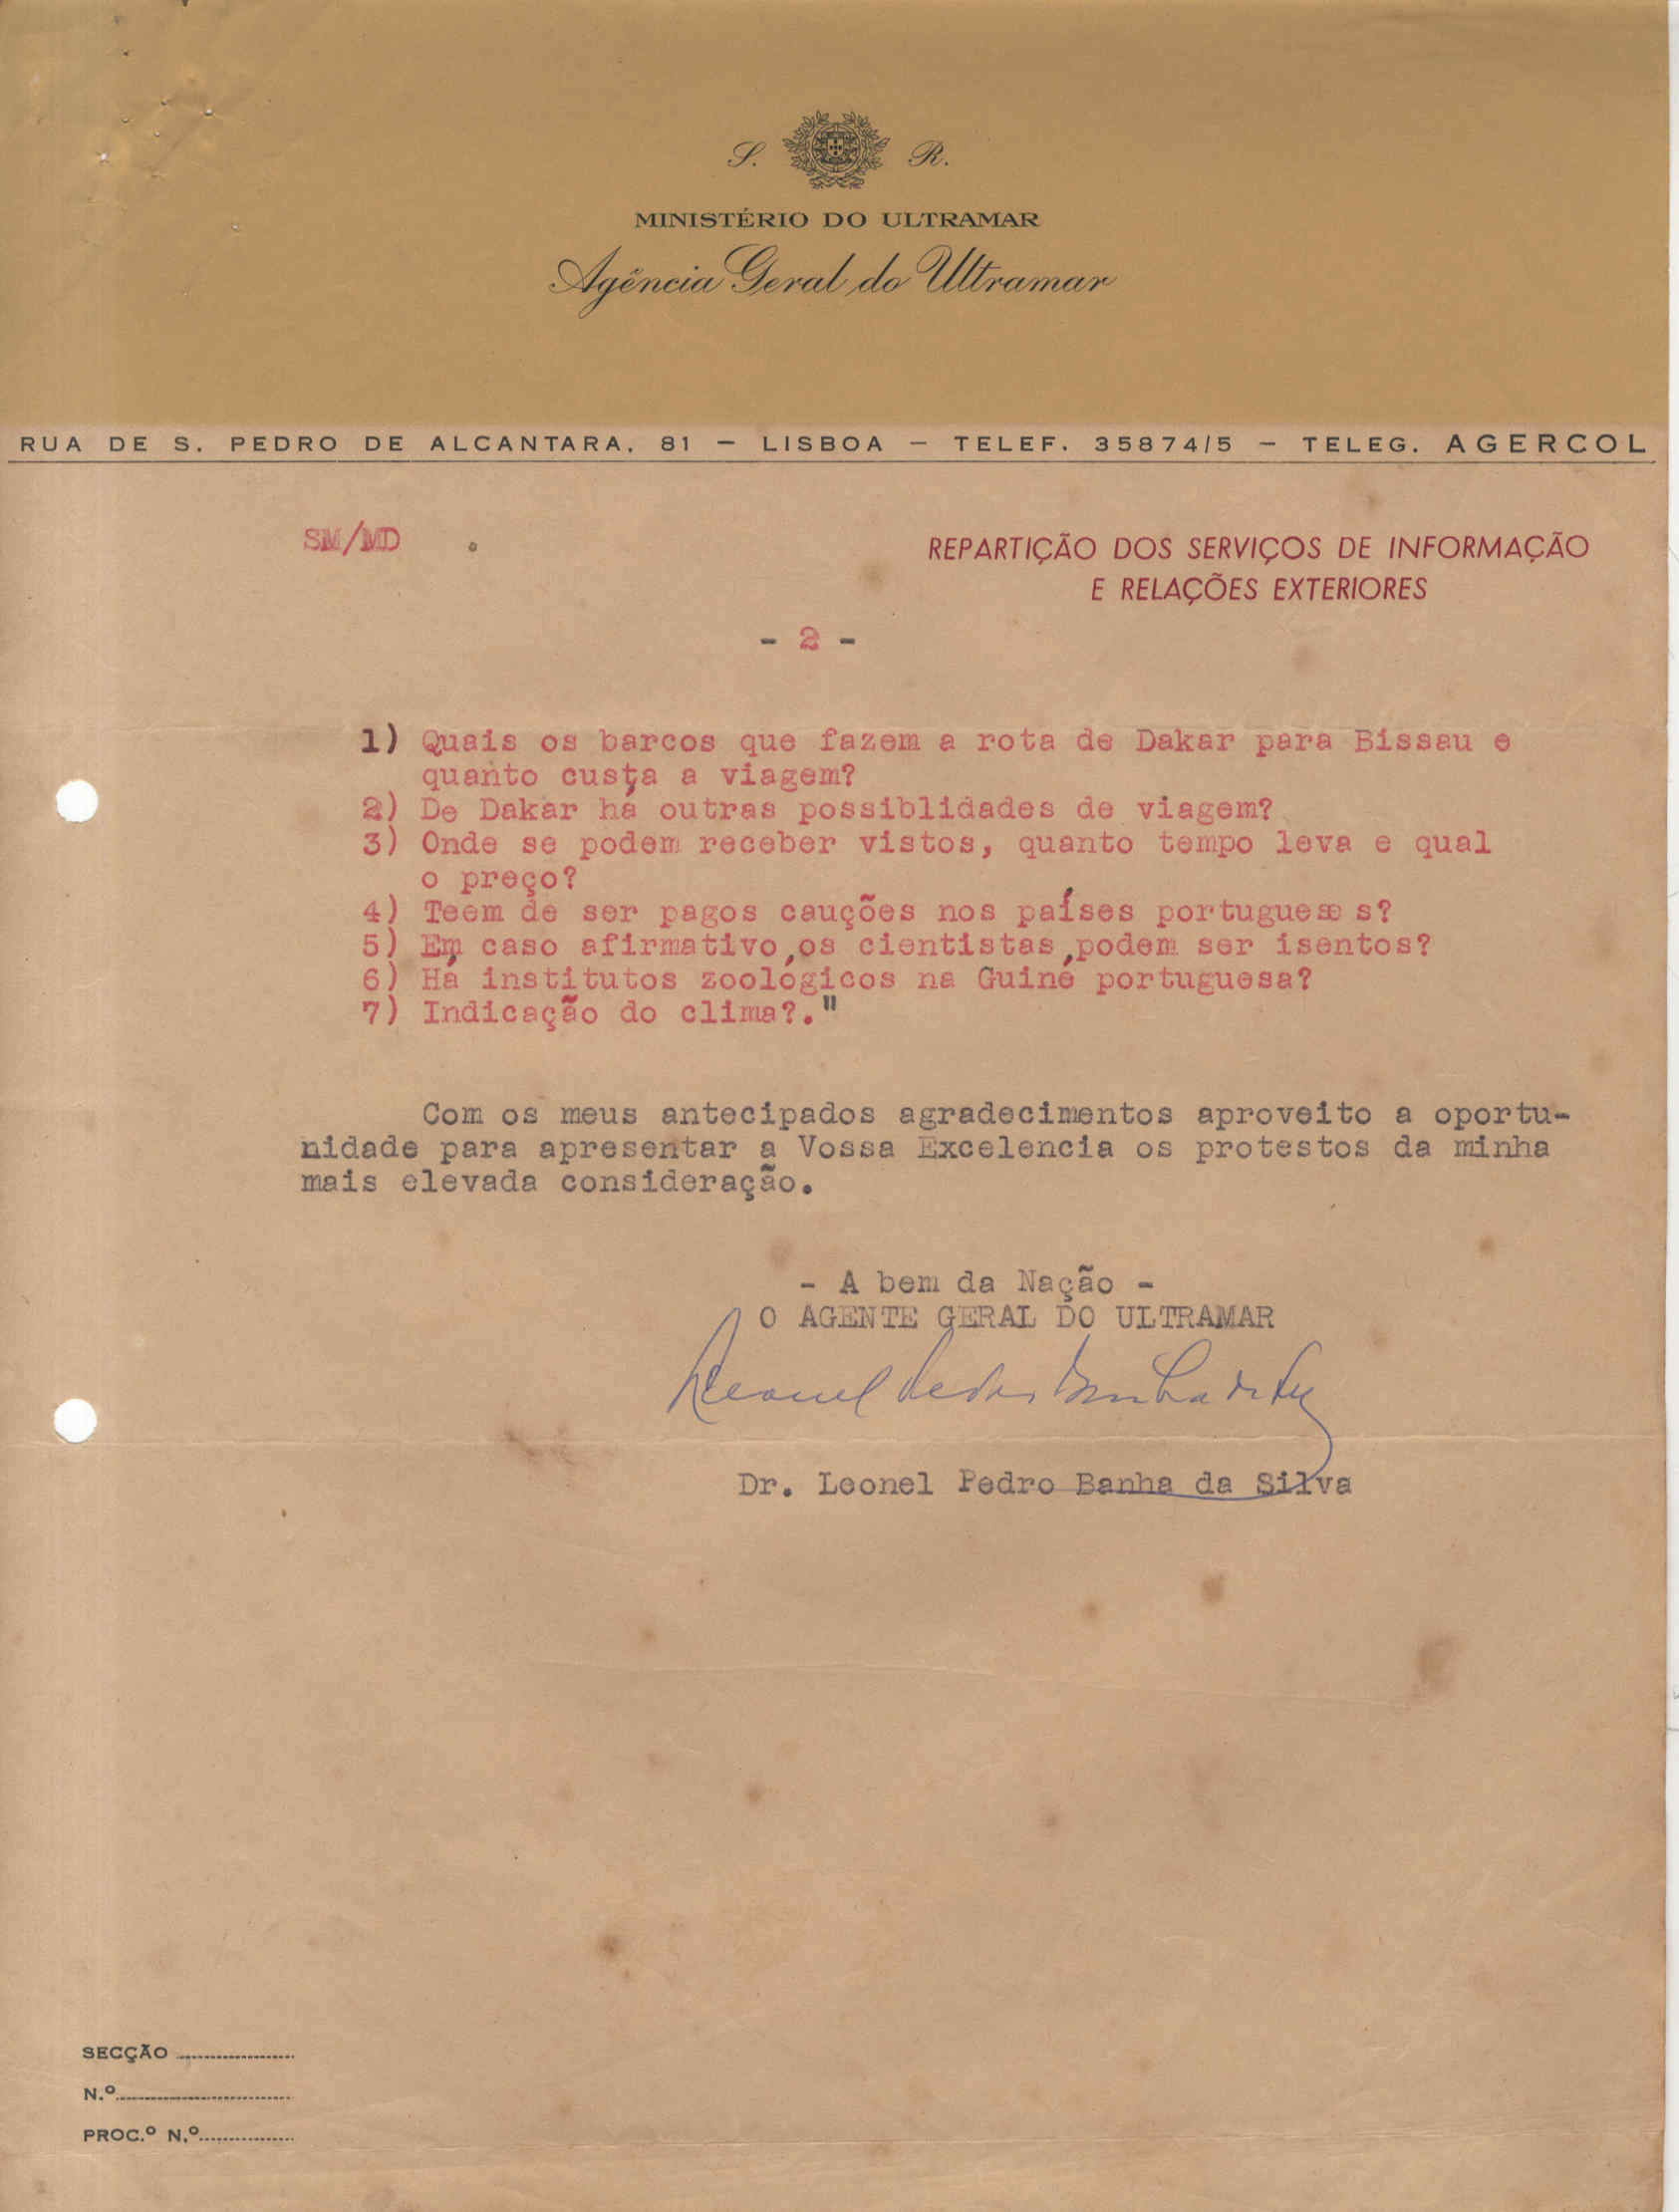 S. R.
MINISTÉRIO DO ULTRAMAR
Agência Geral do Ultramar
RUA DE S. PEDRO DE ALCANTARA, 81 — LISBOA — TELEF. 35874/5 — TELEG. AGERCOL
SM/MD
REPARTIÇÃO DOS SERVIÇOS DE INFORMAÇÃO
E RELAÇÕES EXTERIORES
- 2 -
1) Quais os barcos que fazem a rota de Dakar para Bissau e
quanto custa a viagem?
2) De Dakar há outras possiblidades de viagem?
3) Onde se podem receber vistos, quanto tempo leva e qual
o preço?
4) Teem de ser pagos cauções nos países portugueses?
5) Em caso afirmativo,os cientistas,podem ser isentos?
6) Há institutos zoológicos na Guiné portuguesa?
7) Indicação do clima?."
Com os meus antecipados agradecimentos aproveito a oportu-
nidade para apresentar a Vossa Excelencia os protestos da minha
mais elevada consideração.
- A bem da Nação -
O AGENTE GERAL DO ULTRAMAR
Leonel Pedro Banha da Silva
Dr. Leonel Pedro Banha da Silva
SECÇÃO
N.º
PROC.º N.º